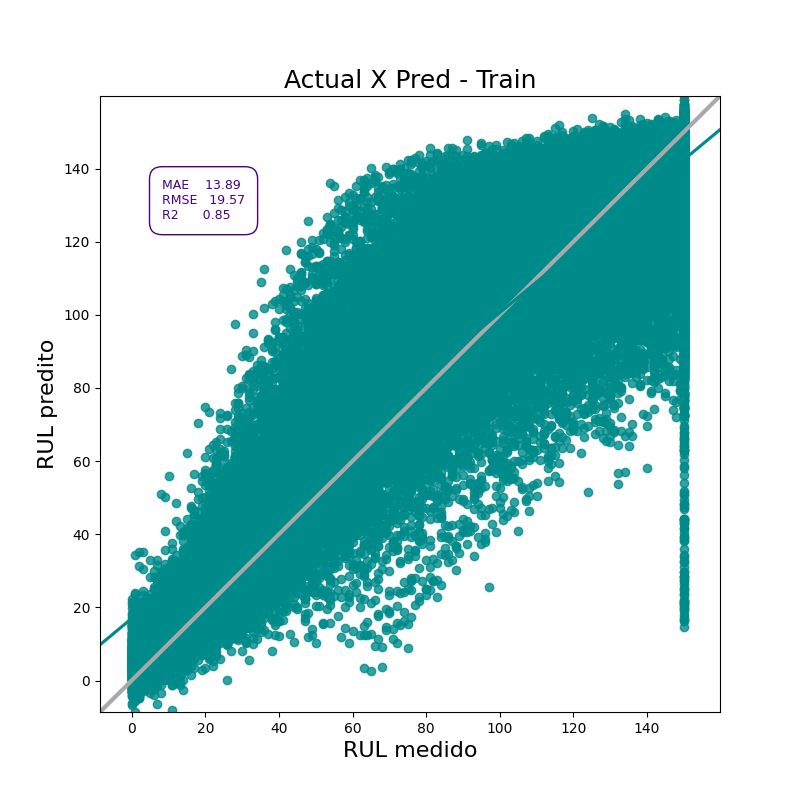 Actual X Pred - Train
MAE 13.89
RMSE 19.57
R2 0.85
RUL predito
140
120
100
80
60
40
20
0
0 20 40 60 80 100 120 140
RUL medido